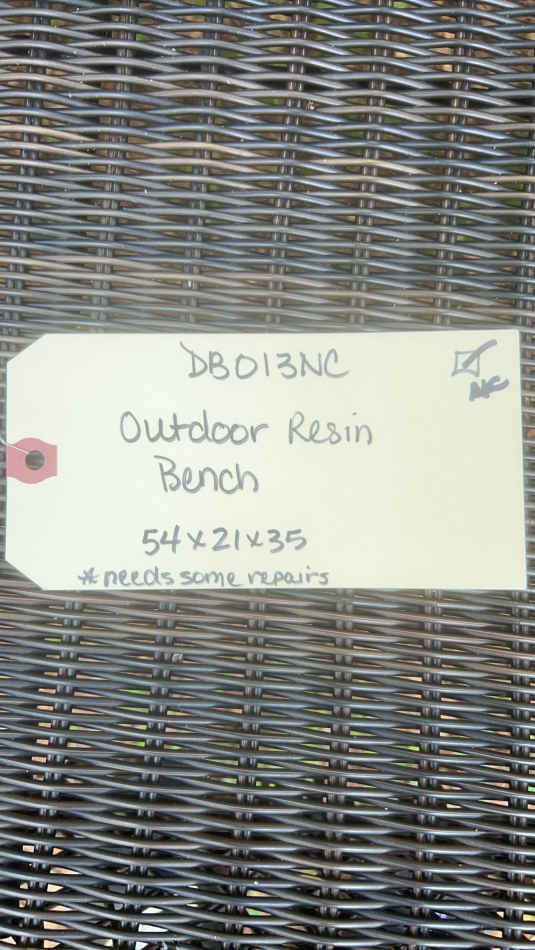 DB013NC
NC
Outdoor Resin
Bench
54x21x35
*needs some repairs